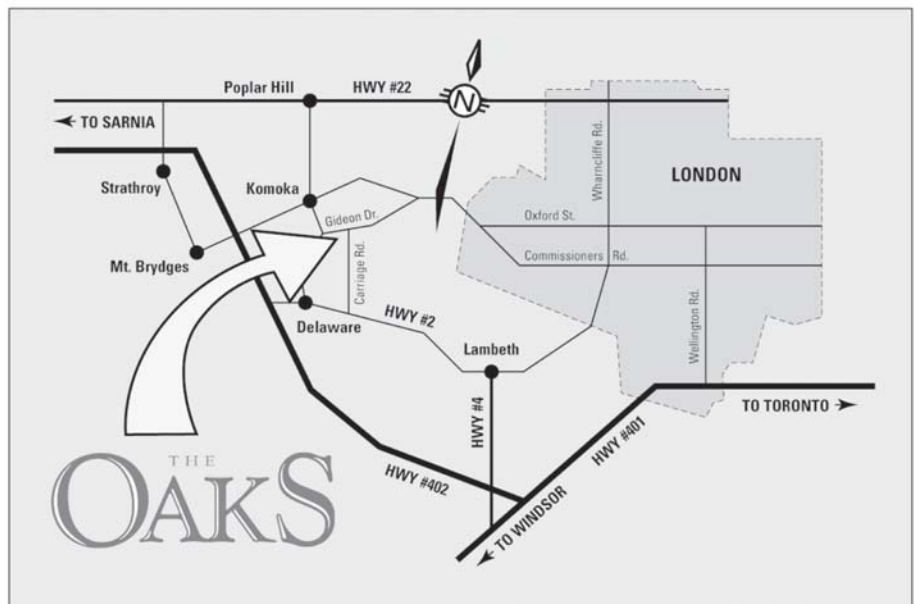 Poplar Hill
HWY #22
N
TO SARNIA
Strathroy
Komoka
Gideon Dr.
Mt. Brydges
Carriage Rd.
Delaware
HWY #2
Lambeth
HWY #4
HWY #402
HWY #401
TO WINDSOR
TO TORONTO
LONDON
Wharncliffe Rd.
Oxford St.
Commissioners Rd.
Wellington Rd.
THE
OAKS